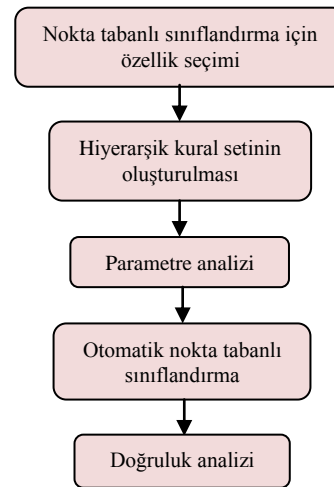 Nokta tabanlı sınıflandırma için
özellik seçimi
Hiyerarşik kural setinin
oluşturulması
Parametre analizi
Otomatik nokta tabanlı
sınıflandırma
Doğruluk analizi